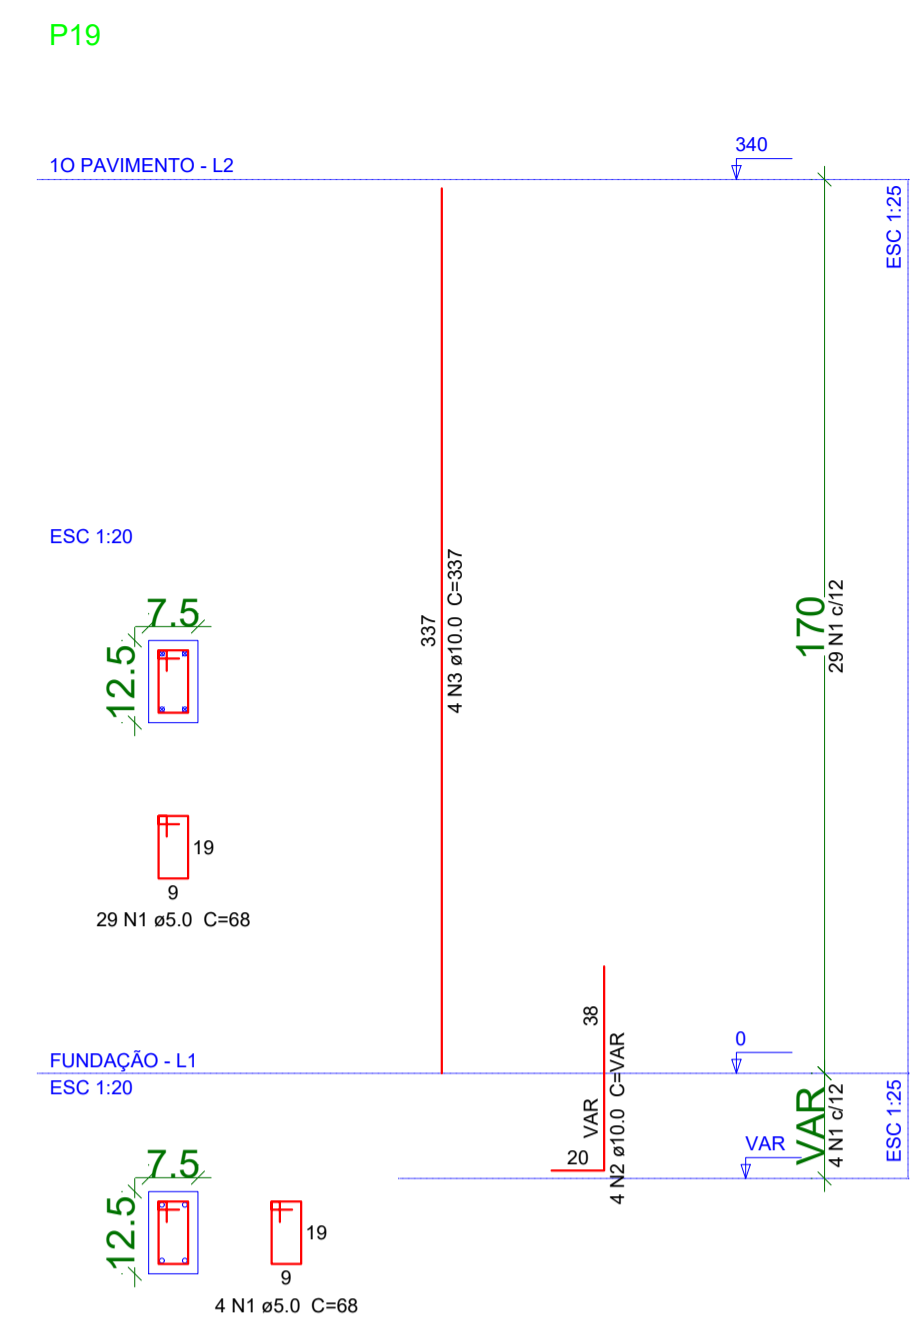 P19
340
1O PAVIMENTO - L2
ESC 1:25
ESC 1:20
337
4 N3 ø10.0  C=337
170
29 N1 c/12
7.5
12.5
19
9
29 N1 ø5.0  C=68
38
0
FUNDAÇÃO - L1
ESC 1:20
VAR
20
4 N2 ø10.0  C=VAR
VAR
VAR
4 N1 c/12
ESC 1:25
7.5
12.5
19
9
4 N1 ø5.0  C=68